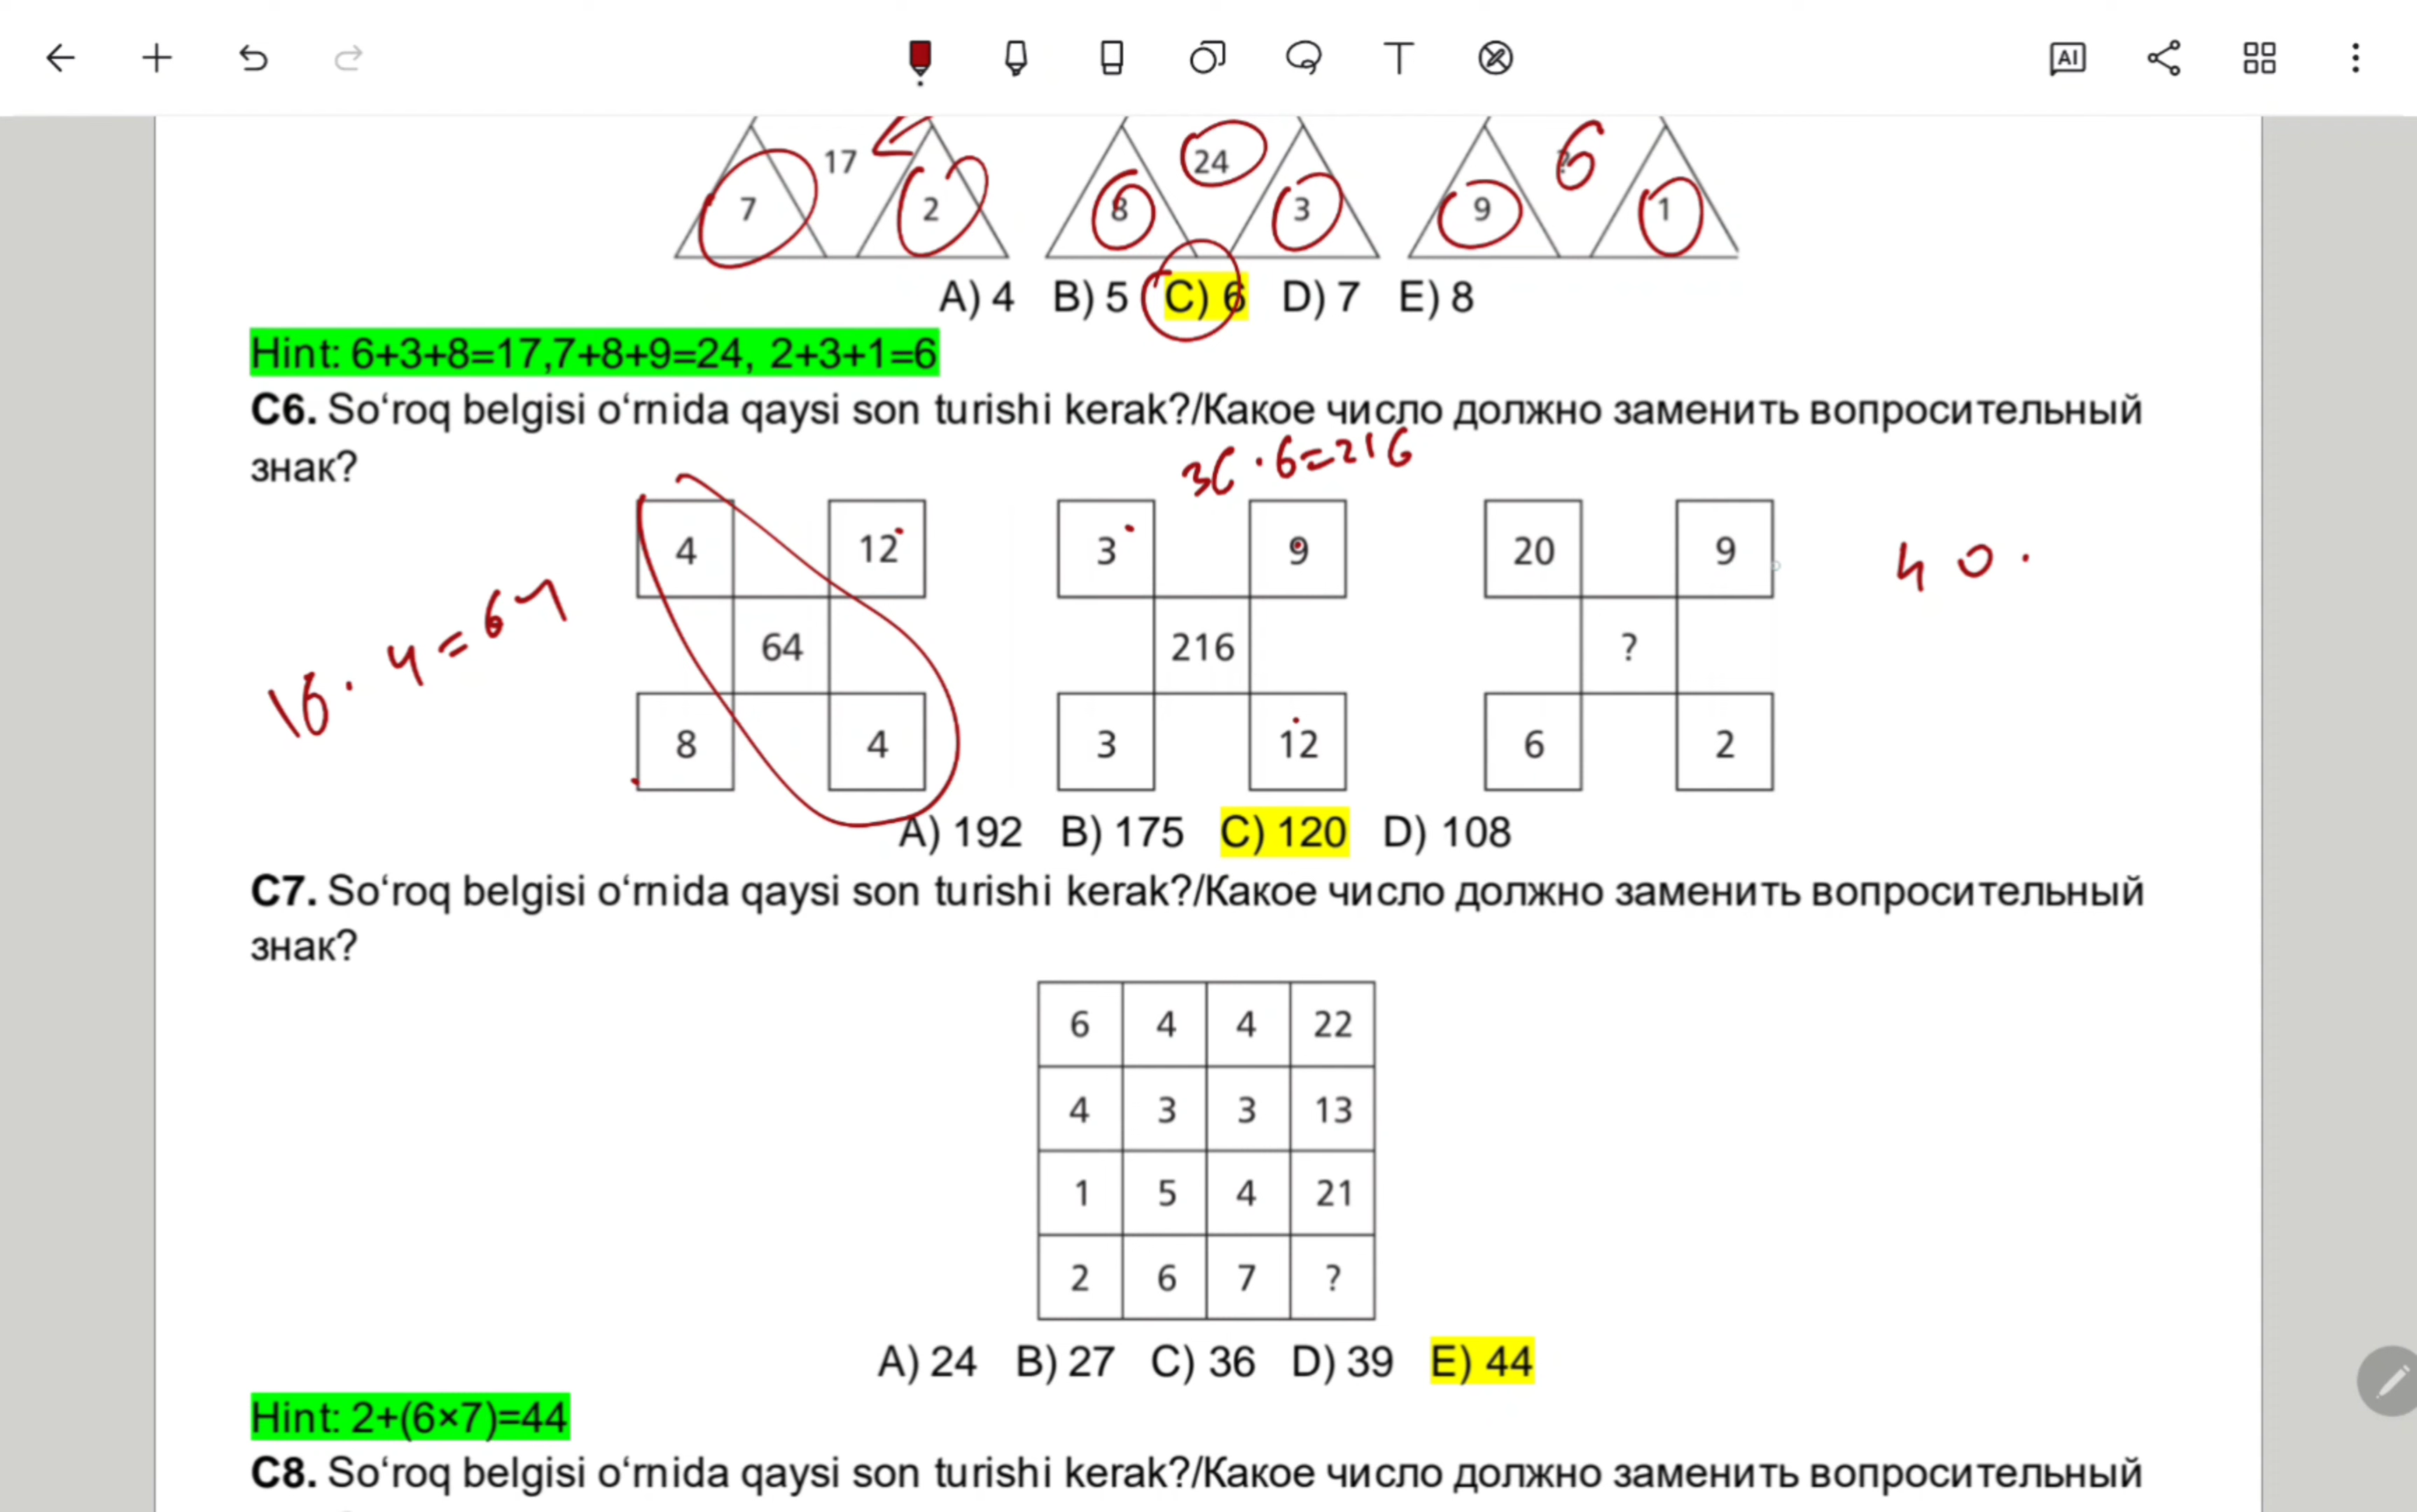 AI
17 24 6
7 2 8 3 9 1
A) 4 B) 5 C) 6 D) 7 E) 8
Hint: 6+3+8=17,7+8+9=24, 2+3+1=6
C6. So‘roq belgisi o‘rnida qaysi son turishi kerak?/Какое число должно заменить вопросительный
знак?
36·6=216
4 12 3 9 20 9
40·
16·4=64
64 216 ?
8 4 3 12 6 2
A) 192 B) 175 C) 120 D) 108
C7. So‘roq belgisi o‘rnida qaysi son turishi kerak?/Какое число должно заменить вопросительный
знак?
6 4 4 22
4 3 3 13
1 5 4 21
2 6 7 ?
A) 24 B) 27 C) 36 D) 39 E) 44
Hint: 2+(6×7)=44
C8. So‘roq belgisi o‘rnida qaysi son turishi kerak?/Какое число должно заменить вопросительный